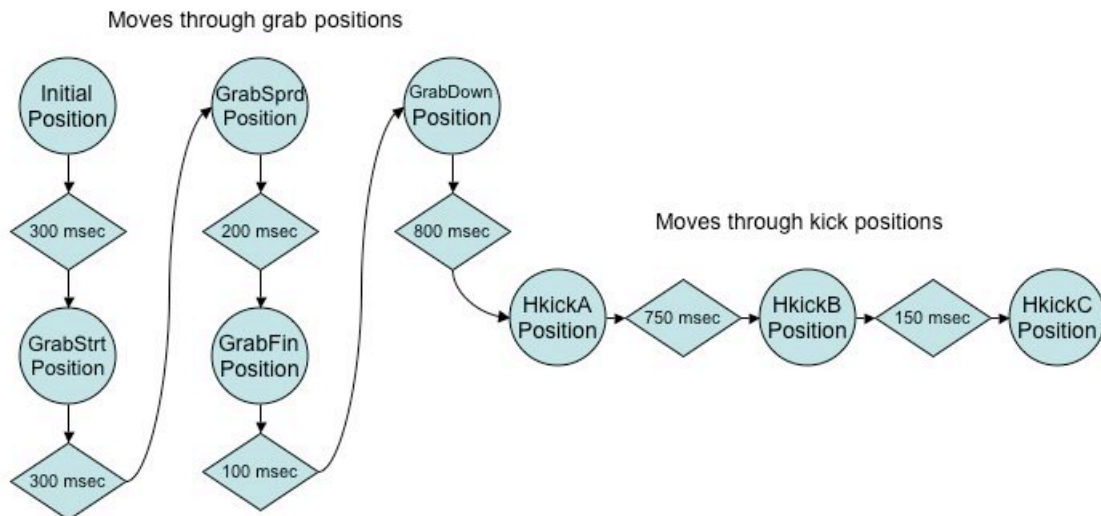 Moves through grab positions
Initial
Position
300 msec
GrabStrt
Position
300 msec
GrabSprd
Position
200 msec
GrabFin
Position
100 msec
GrabDown
Position
800 msec
Moves through kick positions
HkickA
Position
750 msec
HkickB
Position
150 msec
HkickC
Position